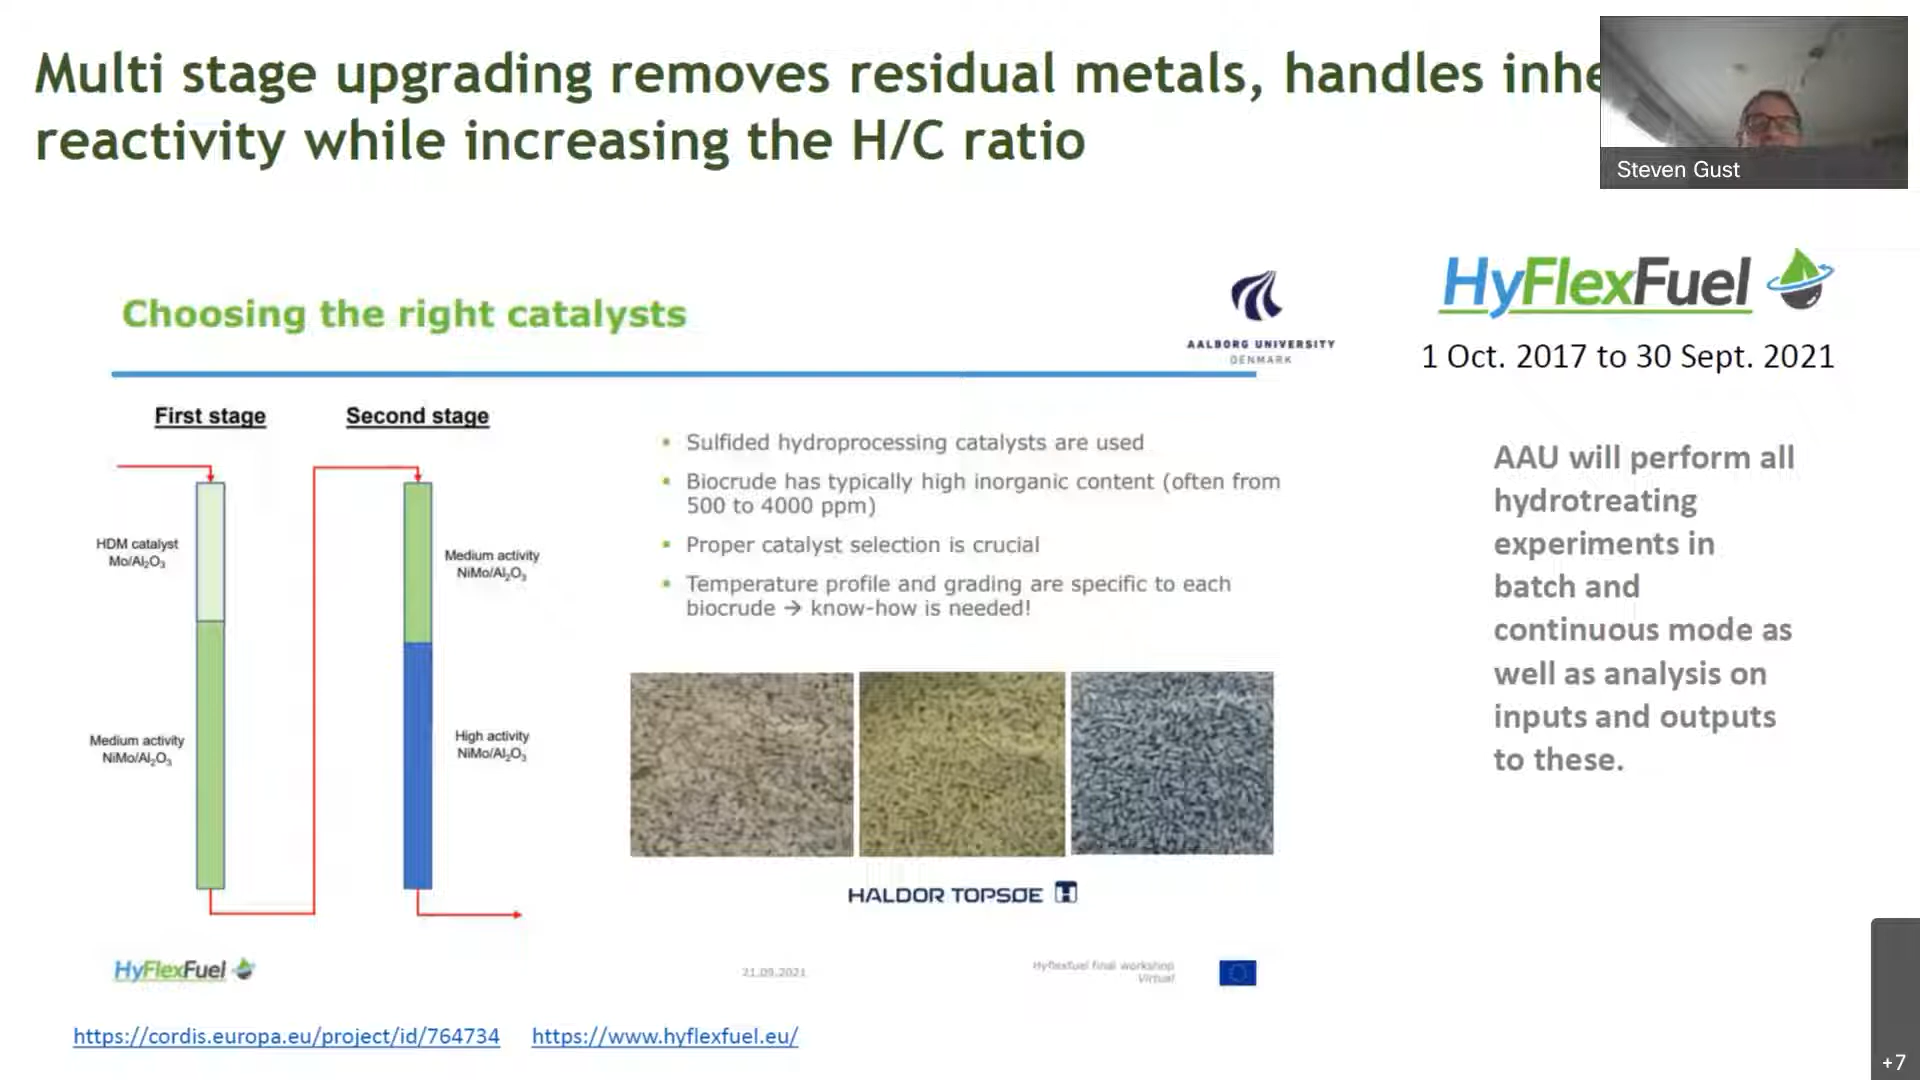 Multi stage upgrading removes residual metals, handles inhe
reactivity while increasing the H/C ratio
Steven Gust
HyFlexFuel
1 Oct. 2017 to 30 Sept. 2021
Choosing the right catalysts
AALBORG UNIVERSITY
DENMARK
First stage
Second stage
HDM catalyst
Mo/Al₂O₃
Medium activity
NiMo/Al₂O₃
Medium activity
NiMo/Al₂O₃
High activity
NiMo/Al₂O₃
▪ Sulfided hydroprocessing catalysts are used
▪ Biocrude has typically high inorganic content (often from
500 to 4000 ppm)
▪ Proper catalyst selection is crucial
▪ Temperature profile and grading are specific to each
biocrude → know-how is needed!
HALDOR TOPSØE
AAU will perform all
hydrotreating
experiments in
batch and
continuous mode as
well as analysis on
inputs and outputs
to these.
HyFlexFuel
21.09.2021
Hyflexfuel final workshop
Virtual
https://cordis.europa.eu/project/id/764734
https://www.hyflexfuel.eu/
+7